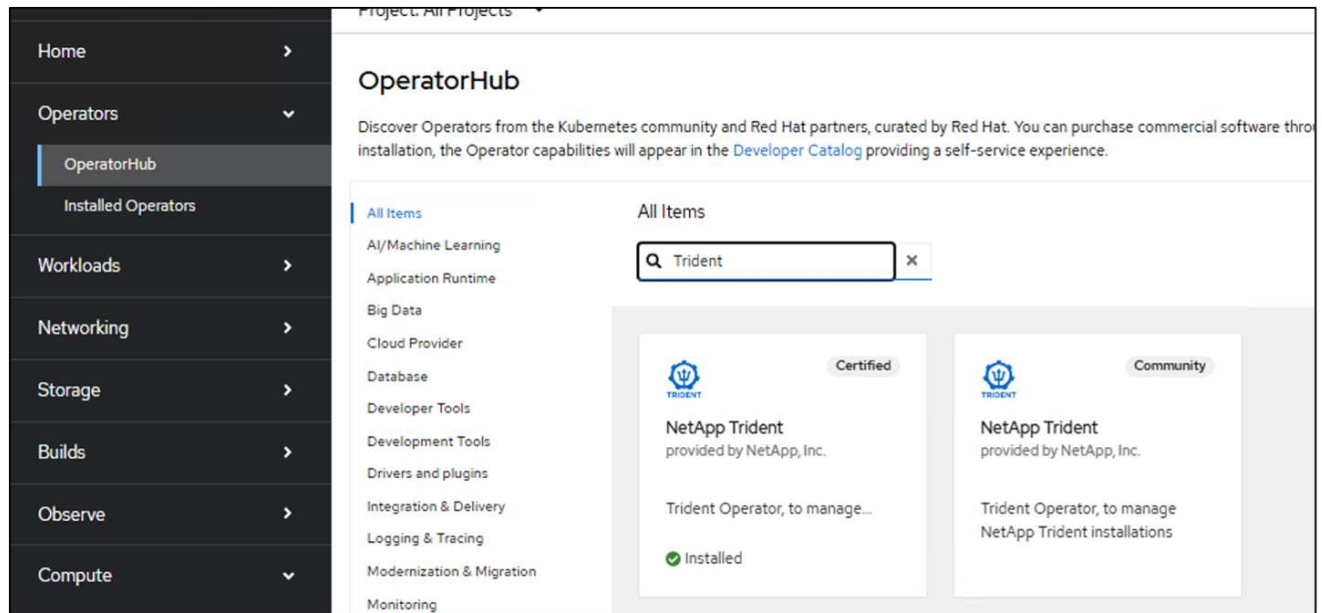 Project: All Projects
Home
Operators
OperatorHub
Installed Operators
Workloads
Networking
Storage
Builds
Observe
Compute
OperatorHub
Discover Operators from the Kubernetes community and Red Hat partners, curated by Red Hat. You can purchase commercial software
installation, the Operator capabilities will appear in the Developer Catalog providing a self-service experience.
All Items
AI/Machine Learning
Application Runtime
Big Data
Cloud Provider
Database
Developer Tools
Development Tools
Drivers and plugins
Integration & Delivery
Logging & Tracing
Modernization & Migration
Monitoring
All Items
Trident
TRIDENT
Certified
NetApp Trident
provided by NetApp, Inc.
Trident Operator, to manage...
Installed
TRIDENT
Community
NetApp Trident
provided by NetApp, Inc.
Trident Operator, to manage
NetApp Trident installations